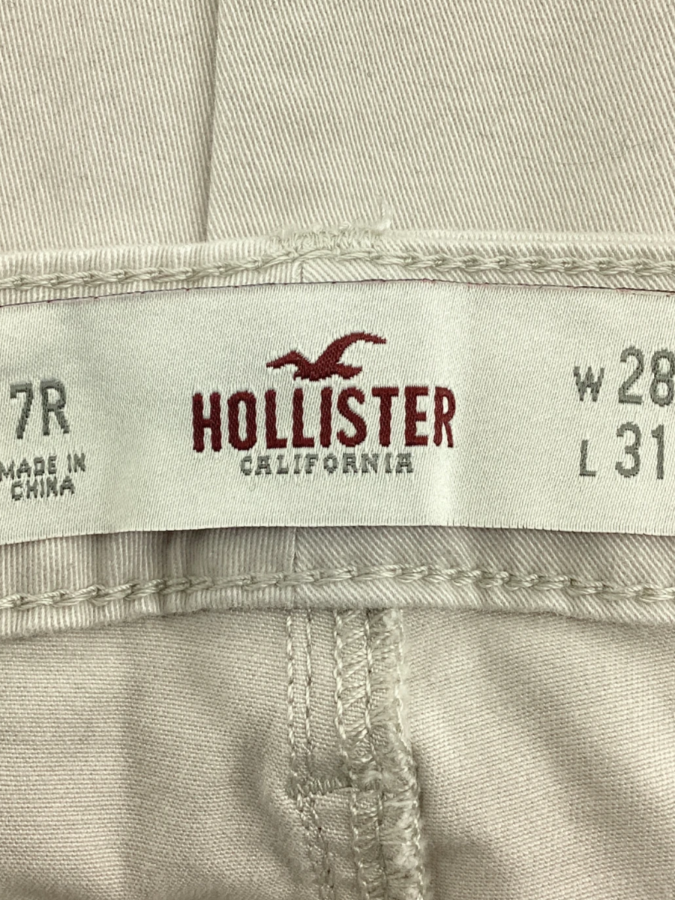 7R
MADE IN
CHINA
HOLLISTER
CALIFORNIA
W 28
L 31